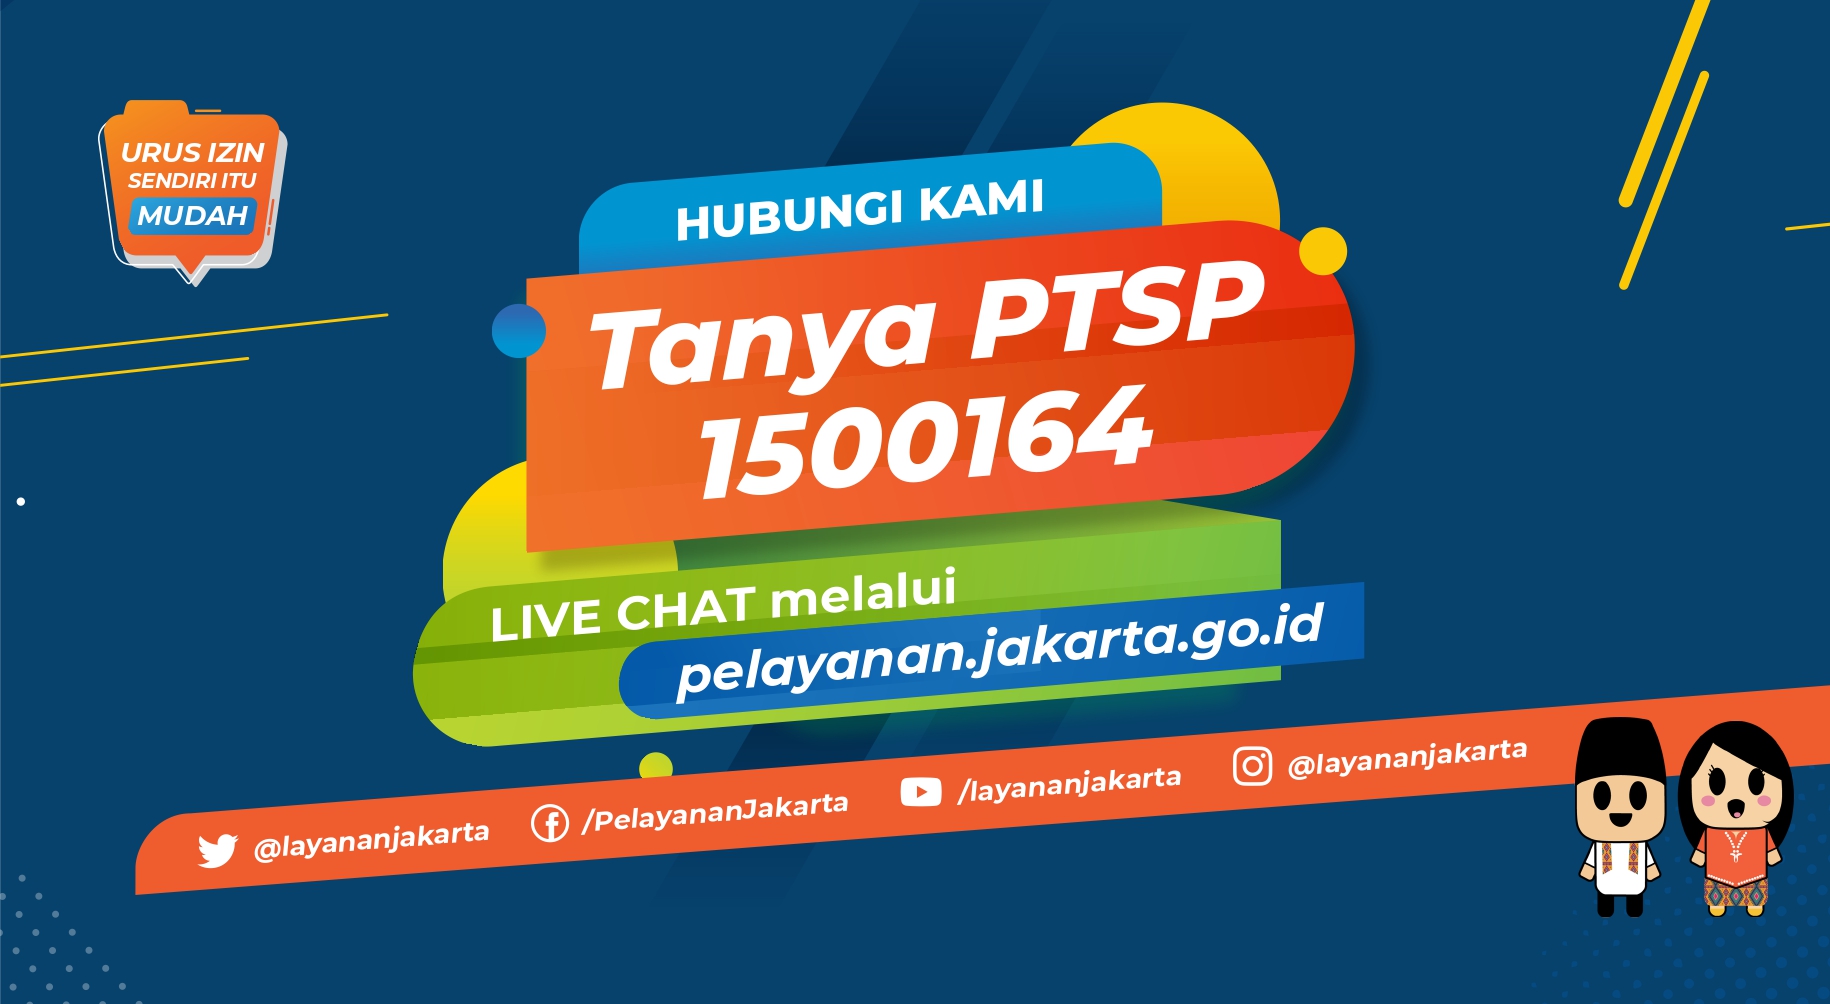 URUS IZIN
SENDIRI ITU
MUDAH
HUBUNGI KAMI
Tanya PTSP
1500164
LIVE CHAT melalui
pelayanan.jakarta.go.id
@layananjakarta
/PelayananJakarta
/layananjakarta
@layananjakarta